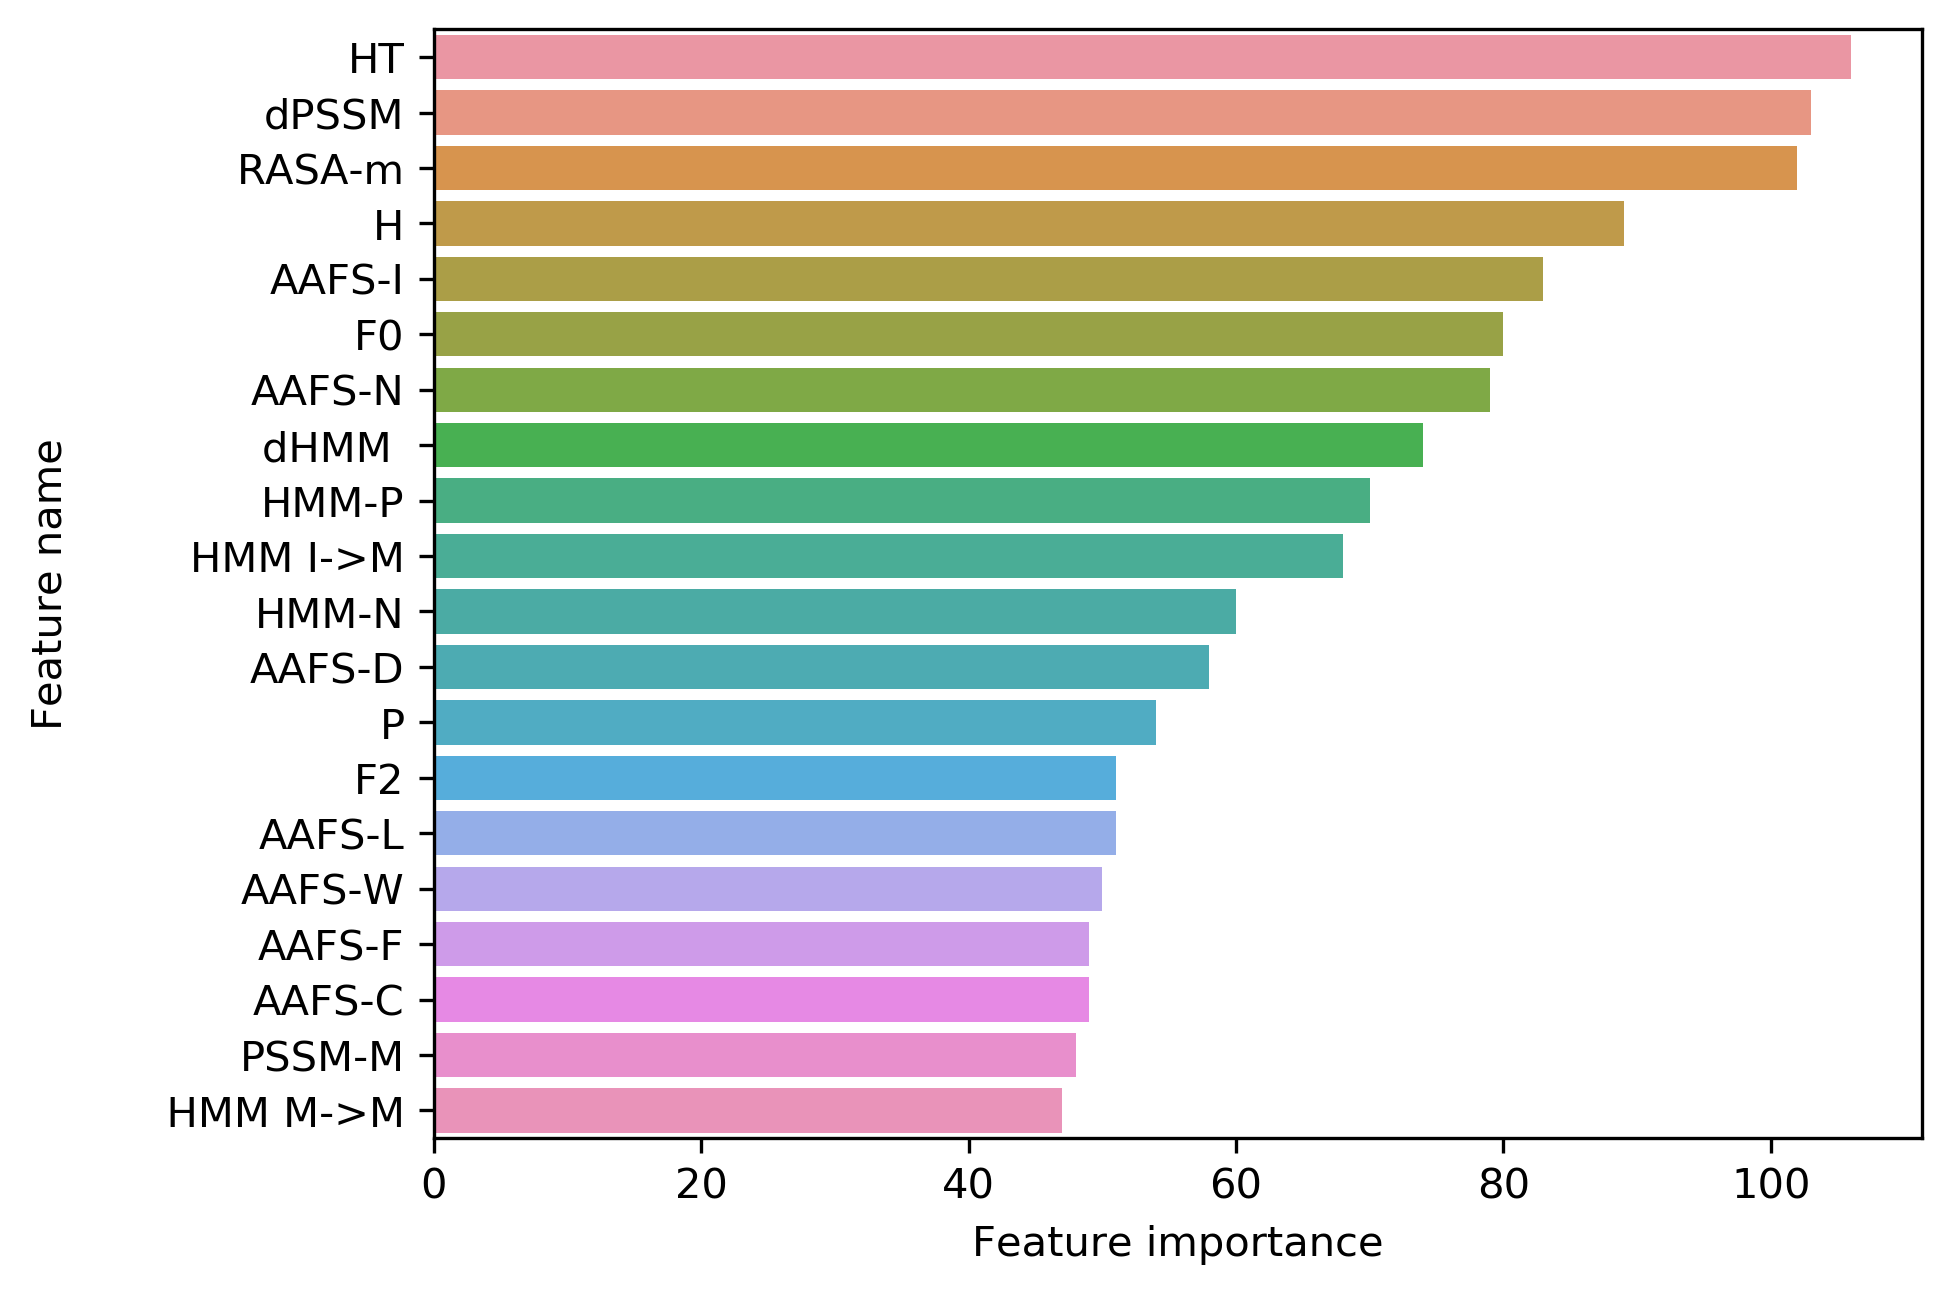 HT
dPSSM
RASA-m
H
AAFS-I
F0
AAFS-N
dHMM
HMM-P
HMM I->M
HMM-N
AAFS-D
P
F2
AAFS-L
AAFS-W
AAFS-F
AAFS-C
PSSM-M
HMM M->M
Feature name
0 20 40 60 80 100
Feature importance